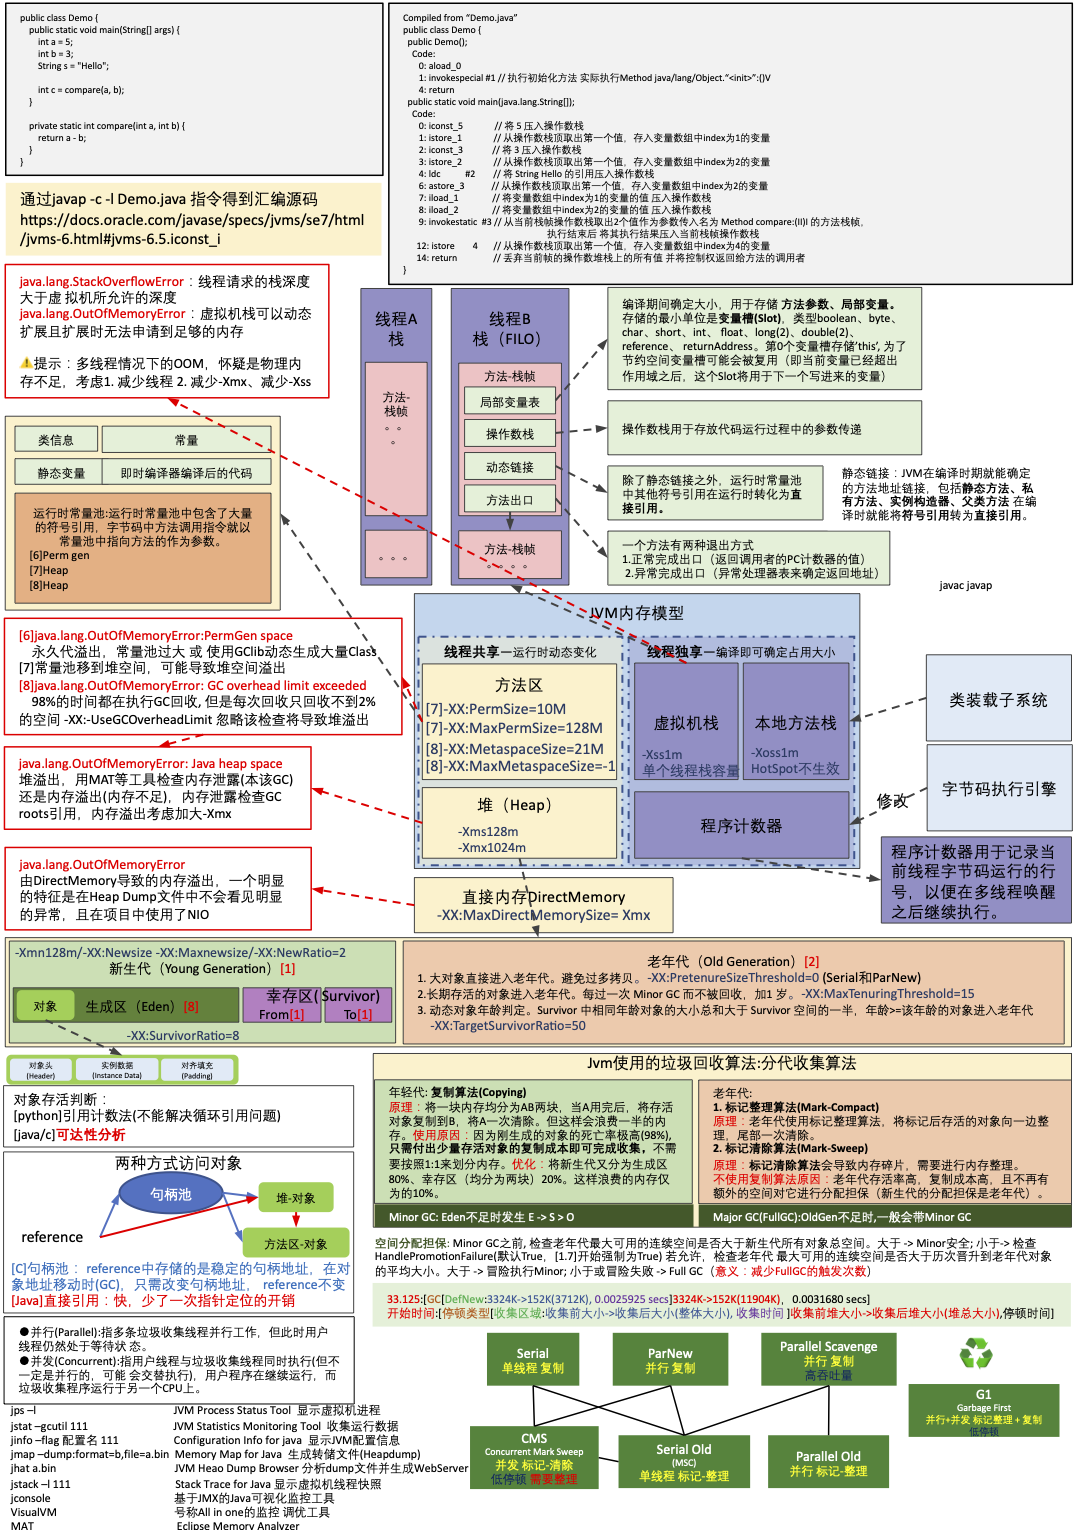 public class Demo {
public static void main(String[] args) {
int a = 5;
int b = 3;
String s = "Hello";
int c = compare(a, b);
}
private static int compare(int a, int b) {
return a - b;
}
}
Compiled from "Demo.java"
public class Demo {
public Demo();
Code:
0: aload_0
1: invokespecial #1 // 执行初始化方法 实际执行Method java/lang/Object."<init>":()V
4: return
public static void main(java.lang.String[]);
Code:
0: iconst_5 // 将 5 压入操作数栈
1: istore_1 // 从操作数栈顶取出第一个值，存入变量数组中index为1的变量
2: iconst_3 // 将 3 压入操作数栈
3: istore_2 // 从操作数栈顶取出第一个值，存入变量数组中index为2的变量
4: ldc #2 // 将 String Hello 的引用压入操作数栈
6: astore_3 // 从操作数栈顶取出第一个值，存入变量数组中index为2的变量
7: iload_1 // 将变量数组中index为1的变量的值 压入操作数栈
8: iload_2 // 将变量数组中index为2的变量的值 压入操作数栈
9: invokestatic #3 // 从当前栈帧操作数栈取出2个值作为参数传入名为 Method compare:(II)I 的方法栈帧，
执行结束后 将其执行结果压入当前栈帧操作数栈
12: istore 4 // 从操作数栈顶取出第一个值，存入变量数组中index为4的变量
14: return // 丢弃当前帧的操作数堆栈上的所有值 并将控制权返回给方法的调用者
}
通过javap -c -l Demo.java 指令得到汇编源码
https://docs.oracle.com/javase/specs/jvms/se7/html
/jvms-6.html#jvms-6.5.iconst_i
java.lang.StackOverflowError：线程请求的栈深度
大于虚 拟机所允许的深度
java.lang.OutOfMemoryError：虚拟机栈可以动态
扩展且扩展时无法申请到足够的内存
⚠️提示：多线程情况下的OOM，怀疑是物理内
存不足，考虑1. 减少线程 2. 减少-Xmx、减少-Xss
线程A
栈
方法-
栈帧
。。
。
。。。
线程B
栈（FILO）
方法-栈帧
局部变量表
操作数栈
动态链接
方法出口
方法-栈帧
。。。。
编译期间确定大小，用于存储 方法参数、局部变量。
存储的最小单位是变量槽(Slot)，类型boolean、byte、
char、short、int、 float、long(2)、double(2)、
reference、returnAddress。第0个变量槽存储'this', 为了
节约空间变量槽可能会被复用（即当前变量已经超出
作用域之后，这个Slot将用于下一个写进来的变量）
操作数栈用于存放代码运行过程中的参数传递
除了静态链接之外，运行时常量池
中其他符号引用在运行时转化为直
接引用。
静态链接：JVM在编译时期就能确定
的方法地址链接，包括静态方法、私
有方法、实例构造器、父类方法 在编
译时就能将符号引用转为直接引用。
一个方法有两种退出方式
1.正常完成出口（返回调用者的PC计数器的值）
2.异常完成出口（异常处理器表来确定返回地址）
javac javap
类信息
常量
静态变量
即时编译器编译后的代码
运行时常量池:运行时常量池中包含了大量
的符号引用，字节码中方法调用指令就以
常量池中指向方法的作为参数。
[6]Perm gen
[7]Heap
[8]Heap
[6]java.lang.OutOfMemoryError:PermGen space
永久代溢出，常量池过大 或 使用GClib动态生成大量Class
[7]常量池移到堆空间，可能导致堆空间溢出
[8]java.lang.OutOfMemoryError: GC overhead limit exceeded
98%的时间都在执行GC回收, 但是每次回收只回收不到2%
的空间 -XX:-UseGCOverheadLimit 忽略该检查将导致堆溢出
java.lang.OutOfMemoryError: Java heap space
堆溢出，用MAT等工具检查内存泄露(本该GC)
还是内存溢出(内存不足)，内存泄露检查GC
roots引用，内存溢出考虑加大-Xmx
java.lang.OutOfMemoryError
由DirectMemory导致的内存溢出，一个明显
的特征是在Heap Dump文件中不会看见明显
的异常，且在项目中使用了NIO
JVM内存模型
线程共享—运行时动态变化
方法区
[7]-XX:PermSize=10M
[7]-XX:MaxPermSize=128M
[8]-XX:MetaspaceSize=21M
[8]-XX:MaxMetaspaceSize=-1
堆（Heap）
-Xms128m
-Xmx1024m
线程独享—编译即可确定占用大小
虚拟机栈
-Xss1m
单个线程栈容量
本地方法栈
-Xoss1m
HotSpot不生效
程序计数器
类装载子系统
字节码执行引擎
修改
程序计数器用于记录当
前线程字节码运行的行
号，以便在多线程唤醒
之后继续执行。
直接内存DirectMemory
-XX:MaxDirectMemorySize= Xmx
-Xmn128m/-XX:Newsize -XX:Maxnewsize/-XX:NewRatio=2
新生代（Young Generation）[1]
对象
生成区（Eden）[8]
幸存区( Survivor)
From[1]
To[1]
-XX:SurvivorRatio=8
老年代（Old Generation）[2]
1. 大对象直接进入老年代。避免过多拷贝。-XX:PretenureSizeThreshold=0 (Serial和ParNew)
2.长期存活的对象进入老年代。每过一次 Minor GC 而不被回收，加1 岁。-XX:MaxTenuringThreshold=15
3. 动态对象年龄判定。Survivor 中相同年龄对象的大小总和大于 Survivor 空间的一半，年龄>=该年龄的对象进入老年代
-XX:TargetSurvivorRatio=50
对象头
(Header)
实例数据
(Instance Data)
对齐填充
(Padding)
对象存活判断：
[python]引用计数法(不能解决循环引用问题)
[java/c]可达性分析
两种方式访问对象
句柄池
堆-对象
reference
方法区-对象
[C]句柄池： reference中存储的是稳定的句柄地址，在对
象地址移动时(GC)，只需改变句柄地址， reference不变
[Java]直接引用：快，少了一次指针定位的开销
●并行(Parallel):指多条垃圾收集线程并行工作，但此时用户
线程仍然处于等待状 态。
●并发(Concurrent):指用户线程与垃圾收集线程同时执行(但不
一定是并行的，可能 会交替执行)，用户程序在继续运行，而
垃圾收集程序运行于另一个CPU上。
jps –l JVM Process Status Tool 显示虚拟机进程
jstat –gcutil 111 JVM Statistics Monitoring Tool 收集运行数据
jinfo –flag 配置名 111 Configuration Info for java 显示JVM配置信息
jmap –dump:format=b,file=a.bin Memory Map for Java 生成转储文件(Heapdump)
jhat a.bin JVM Heao Dump Browser 分析dump文件并生成WebServer
jstack –l 111 Stack Trace for Java 显示虚拟机线程快照
jconsole 基于JMX的Java可视化监控工具
VisualVM 号称All in one的监控 调优工具
MAT Eclipse Memory Analyzer
Jvm使用的垃圾回收算法:分代收集算法
年轻代: 复制算法(Copying)
原理：将一块内存均分为AB两块，当A用完后，将存活
对象复制到B，将A一次清除。但这样会浪费一半的内
存。使用原因：因为刚生成的对象的死亡率极高(98%),
只需付出少量存活对象的复制成本即可完成收集，不需
要按照1:1来划分内存。优化：将新生代又分为生成区
80%、幸存区（均分为两块）20%。这样浪费的内存仅
为的10%。
Minor GC: Eden不足时发生 E -> S > O
老年代:
1. 标记整理算法(Mark-Compact)
原理：老年代使用标记整理算法，将标记后存活的对象向一边整
理，尾部一次清除。
2. 标记清除算法(Mark-Sweep)
原理：标记清除算法会导致内存碎片，需要进行内存整理。
不使用复制算法原因：老年代存活率高，复制成本高，且不再有
额外的空间对它进行分配担保（新生代的分配担保是老年代）。
Major GC(FullGC):OldGen不足时,一般会带Minor GC
空间分配担保: Minor GC之前, 检查老年代最大可用的连续空间是否大于新生代所有对象总空间。大于 -> Minor安全; 小于-> 检查
HandlePromotionFailure(默认True、[1.7]开始强制为True) 若允许，检查老年代 最大可用的连续空间是否大于历次晋升到老年代对象
的平均大小。大于 -> 冒险执行Minor; 小于或冒险失败 -> Full GC（意义：减少FullGC的触发次数）
33.125:[GC[DefNew:3324K->152K(3712K), 0.0025925 secs]3324K->152K(11904K)， 0.0031680 secs]
开始时间:[停顿类型[收集区域:收集前大小->收集后大小(整体大小), 收集时间 ]收集前堆大小->收集后堆大小(堆总大小),停顿时间]
Serial
单线程 复制
ParNew
并行 复制
Parallel Scavenge
并行 复制
高吞吐量
G1
Garbage First
并行+并发 标记整理 + 复制
低停顿
CMS
Concurrent Mark Sweep
并发 标记-清除
低停顿 需要整理
Serial Old
(MSC)
单线程 标记-整理
Parallel Old
并行 标记-整理